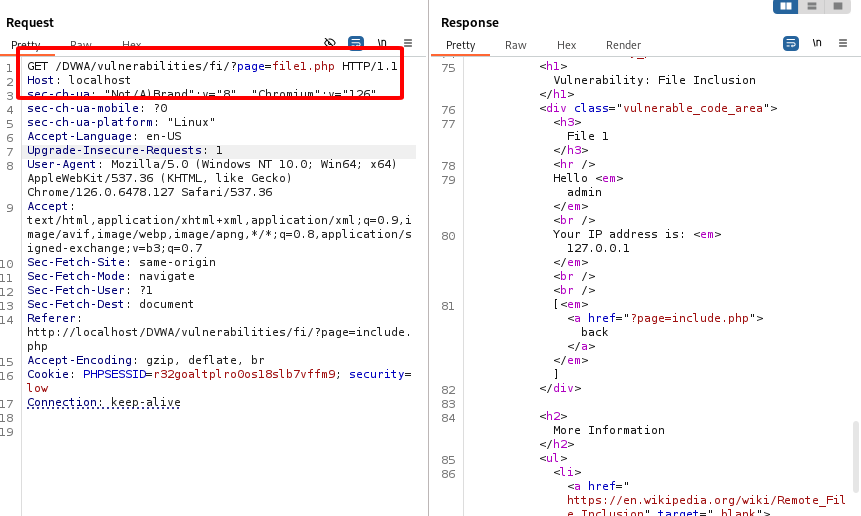 Request
Pretty Raw Hex \n
1 GET /DVWA/vulnerabilities/fi/?page=file1.php HTTP/1.1
2 Host: localhost
3 sec-ch-ua: "Not/A)Brand";v="8", "Chromium";v="126"
4 sec-ch-ua-mobile: ?0
5 sec-ch-ua-platform: "Linux"
6 Accept-Language: en-US
7 Upgrade-Insecure-Requests: 1
8 User-Agent: Mozilla/5.0 (Windows NT 10.0; Win64; x64)
AppleWebKit/537.36 (KHTML, like Gecko)
Chrome/126.0.6478.127 Safari/537.36
9 Accept:
text/html,application/xhtml+xml,application/xml;q=0.9,i
mage/avif,image/webp,image/apng,*/*;q=0.8,application/s
igned-exchange;v=b3;q=0.7
10 Sec-Fetch-Site: same-origin
11 Sec-Fetch-Mode: navigate
12 Sec-Fetch-User: ?1
13 Sec-Fetch-Dest: document
14 Referer:
http://localhost/DVWA/vulnerabilities/fi/?page=include.
php
15 Accept-Encoding: gzip, deflate, br
16 Cookie: PHPSESSID=r32goaltplro0os18slb7vffm9; security=
low
17 Connection: keep-alive
18
19
Response
Pretty Raw Hex Render \n
75 <h1>
Vulnerability: File Inclusion
</h1>
76 <div class="vulnerable_code_area">
77 <h3>
File 1
</h3>
78 <hr />
79 Hello <em>
admin
</em>
<br />
80 Your IP address is: <em>
127.0.0.1
</em>
<br />
<br />
81 [<em>
<a href="?page=include.php">
back
</a>
</em>
]
82 </div>
83
84 <h2>
More Information
</h2>
85 <ul>
86 <li>
<a href="
https://en.wikipedia.org/wiki/Remote_Fil
e_Inclusion" target="_blank">